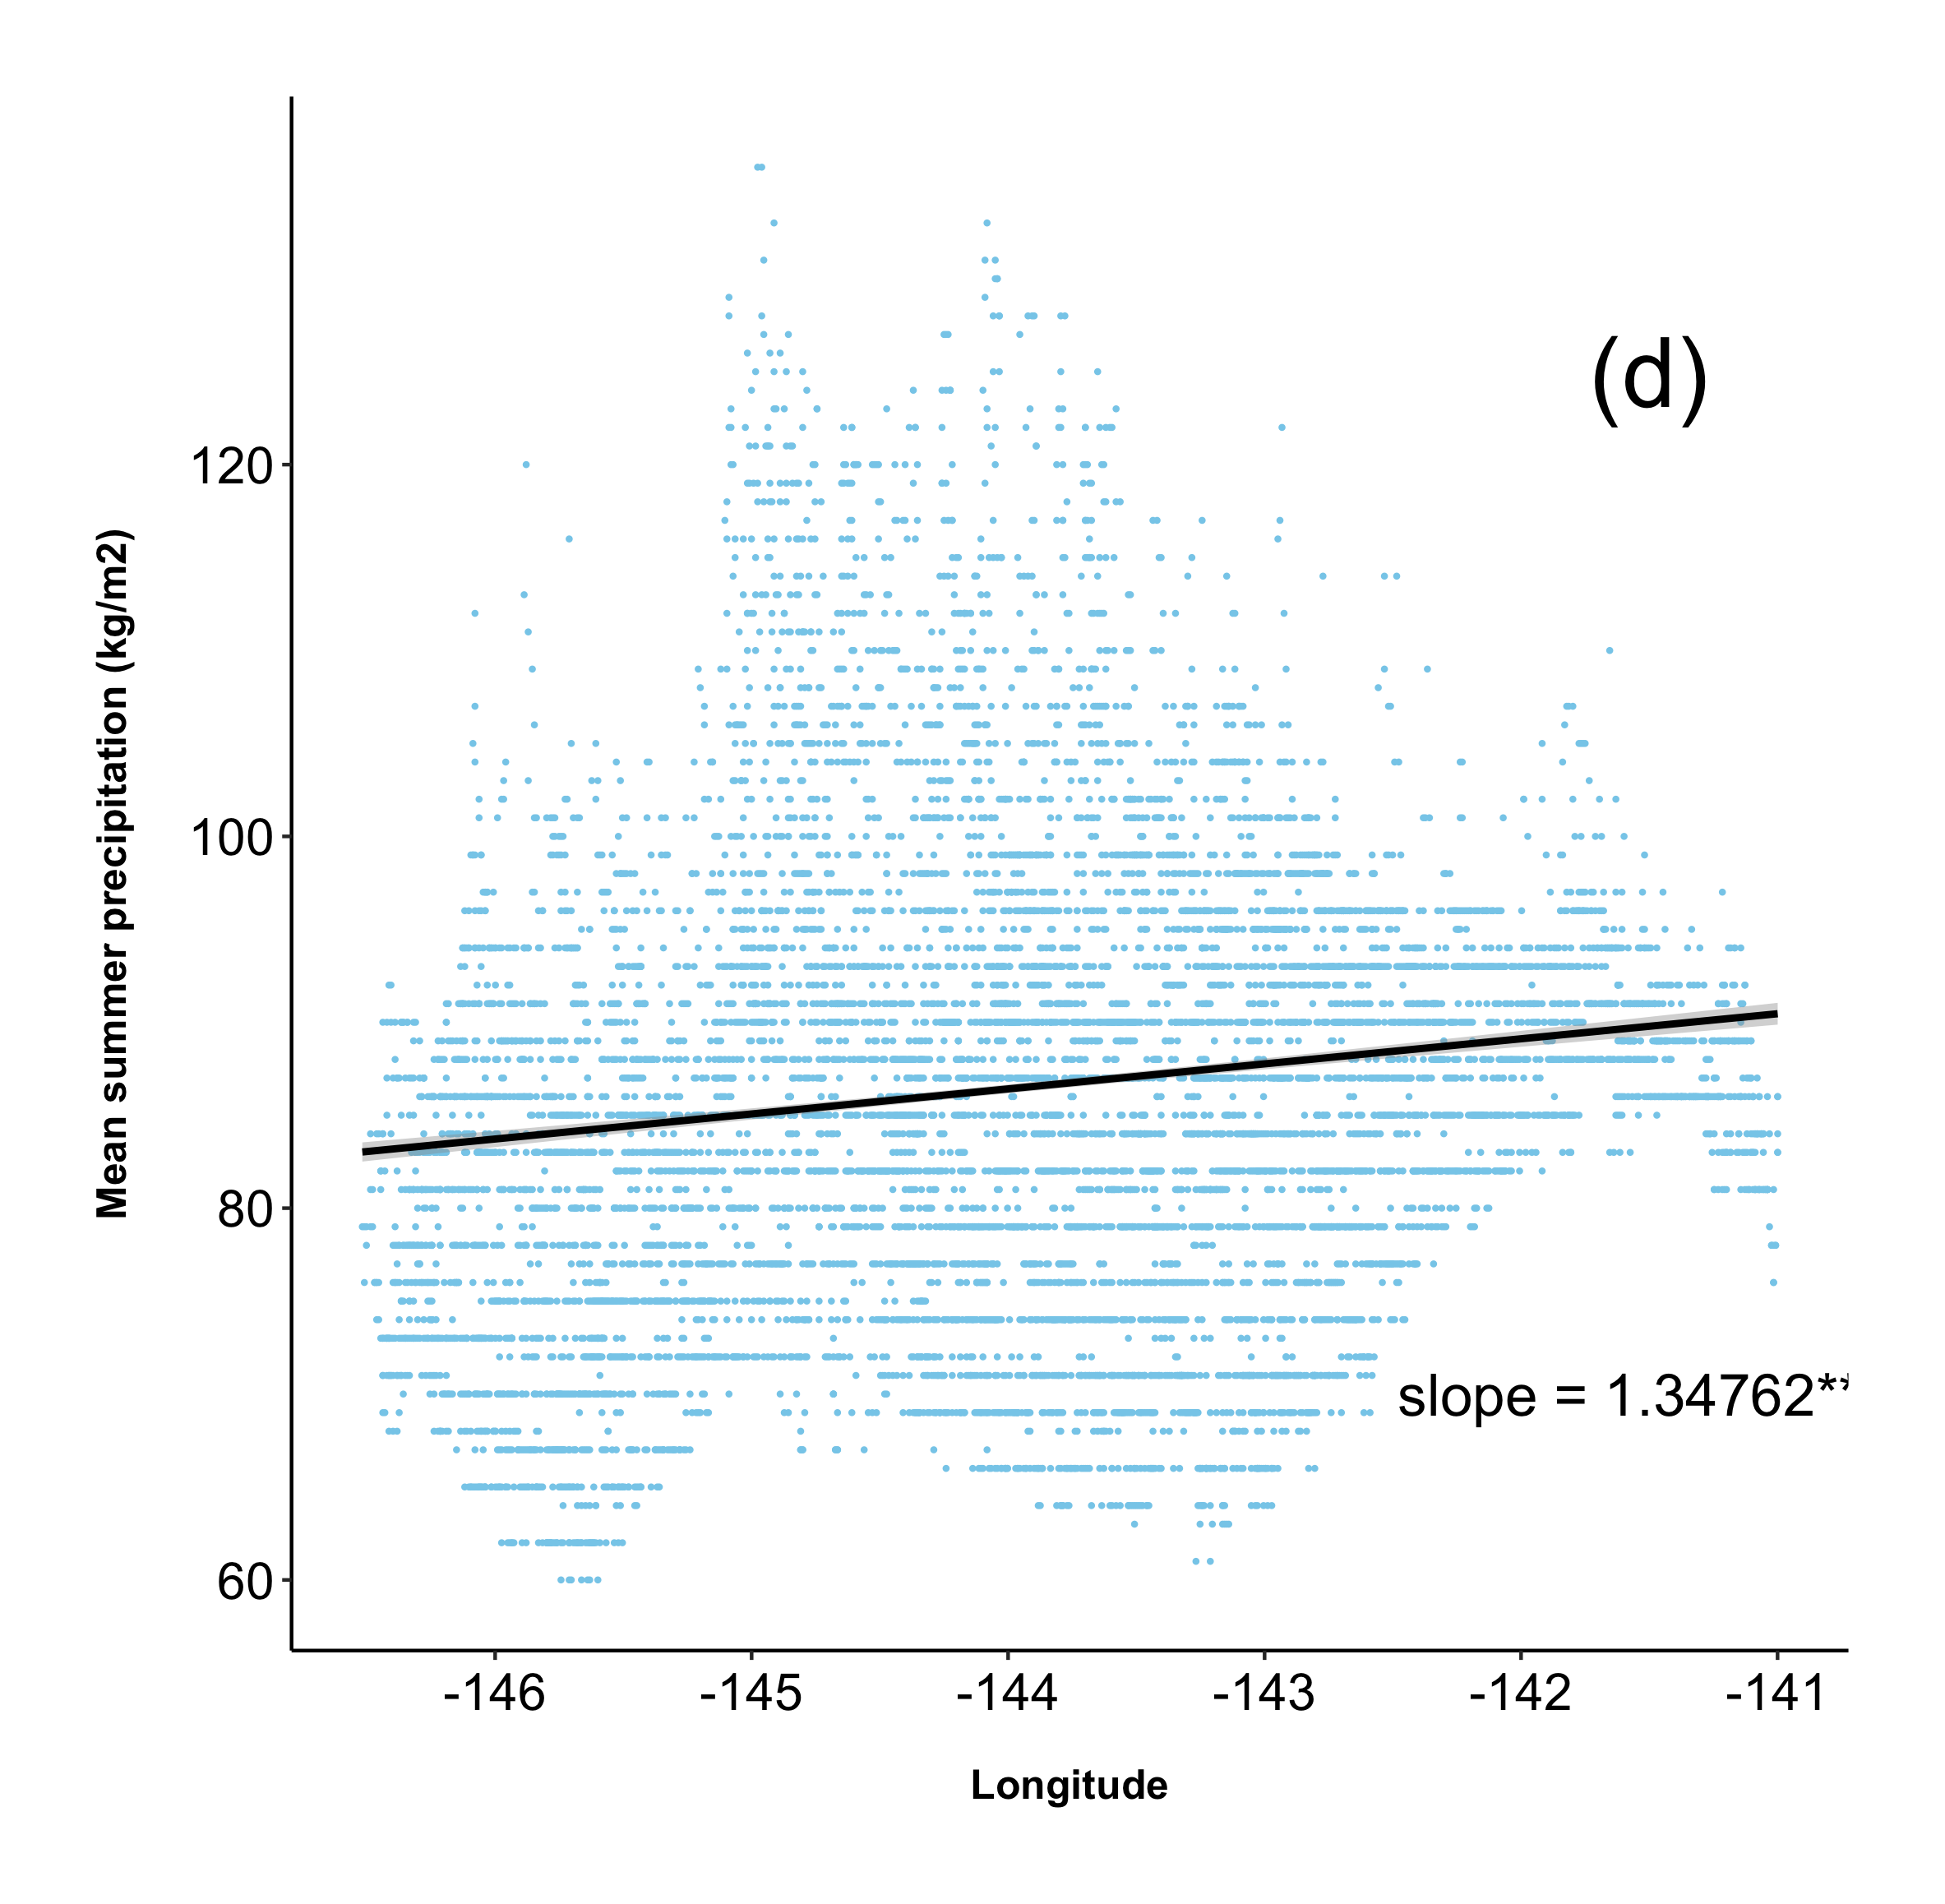 (d)
120
100
80
60
Mean summer precipitation (kg/m2)
slope = 1.34762**
-146 -145 -144 -143 -142 -141
Longitude